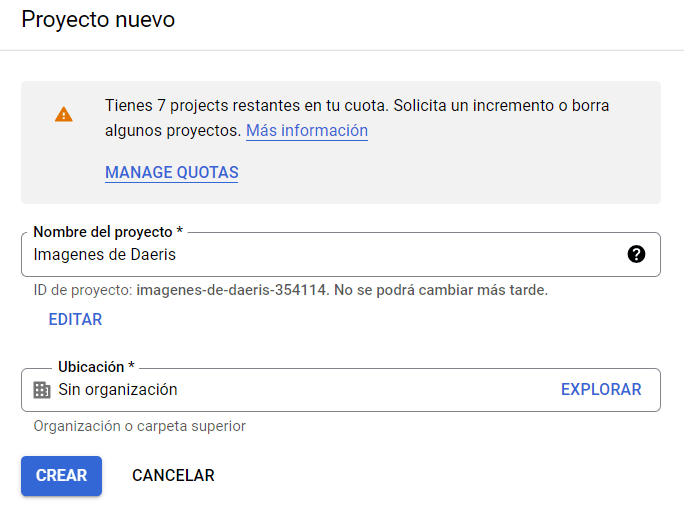 Proyecto nuevo
Tienes 7 projects restantes en tu cuota. Solicita un incremento o borra
algunos proyectos. Más información
MANAGE QUOTAS
Nombre del proyecto *
Imagenes de Daeris
ID de proyecto: imagenes-de-daeris-354114. No se podrá cambiar más tarde.
EDITAR
Ubicación *
Sin organización EXPLORAR
Organización o carpeta superior
CREAR CANCELAR